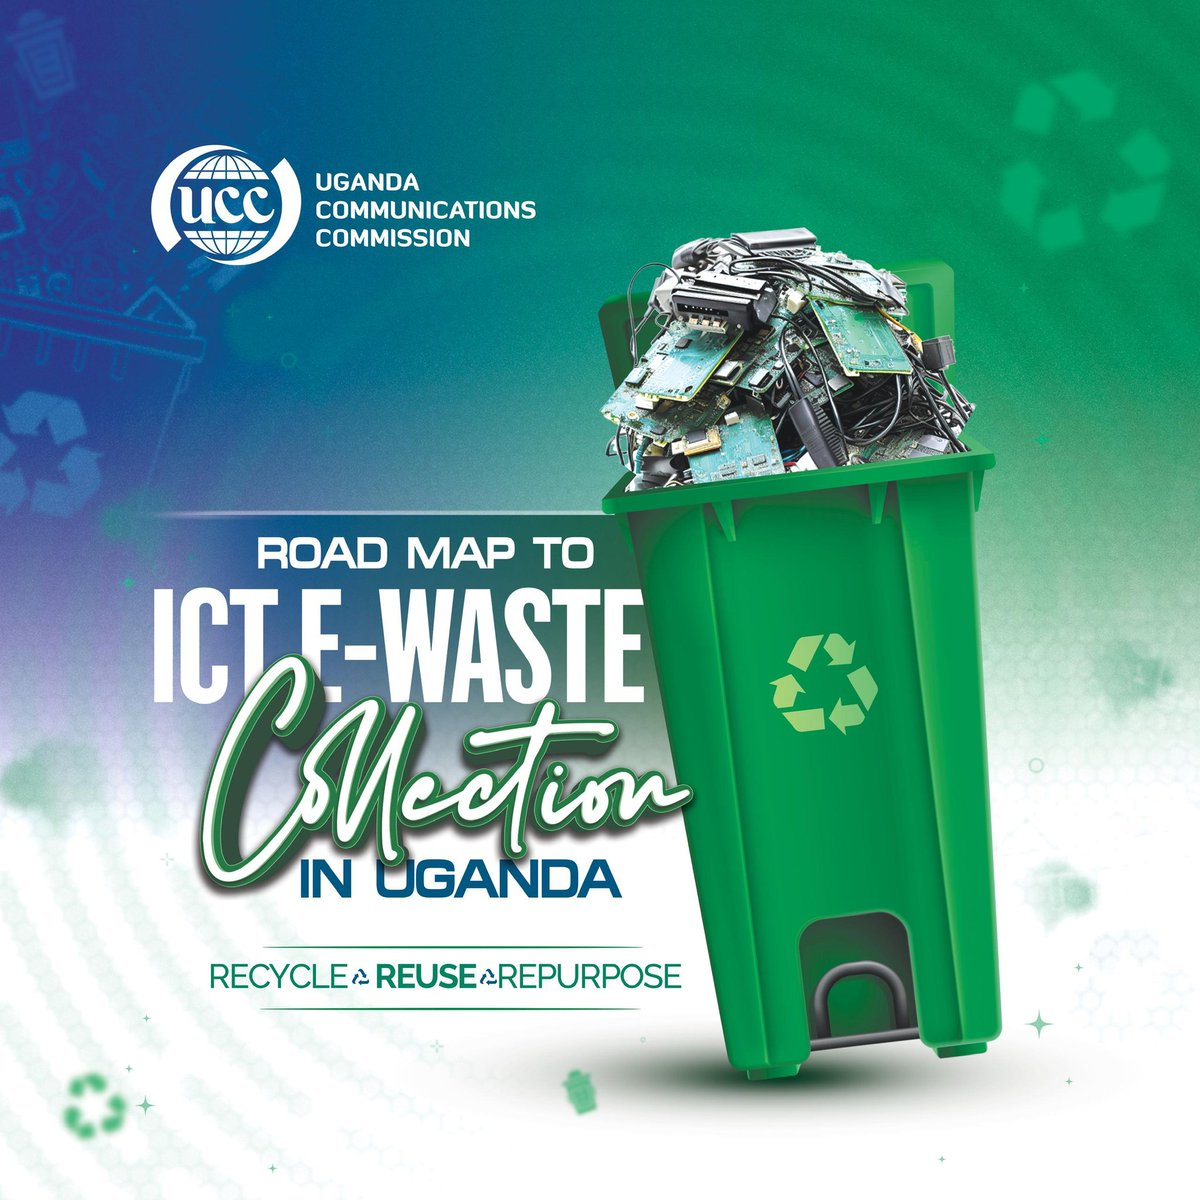 ucc
UGANDA
COMMUNICATIONS
COMMISSION
ROAD MAP TO
ICT E-WASTE
Collection
IN UGANDA
RECYCLE REUSE REPURPOSE